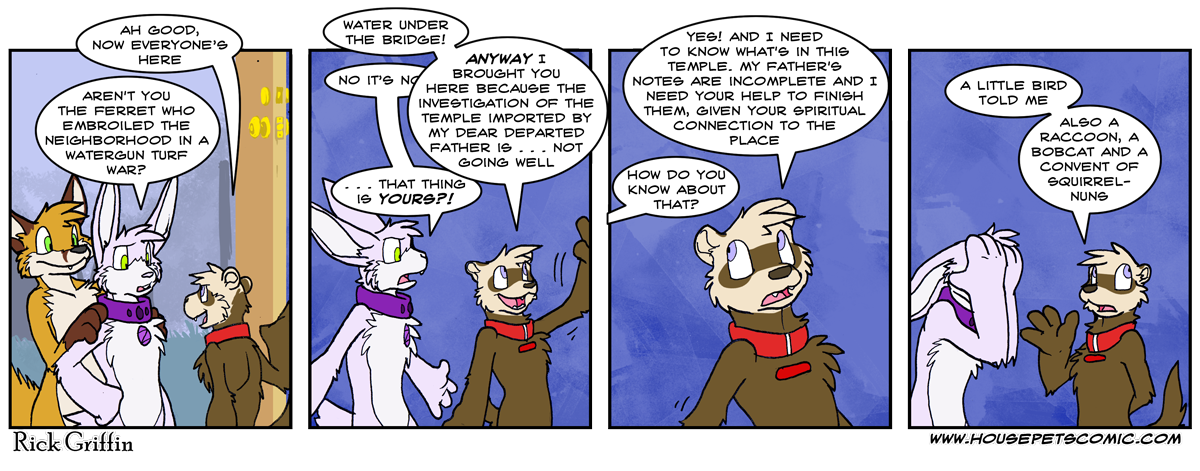 AH GOOD,
NOW EVERYONE'S
HERE
AREN'T YOU
THE FERRET WHO
EMBROILED THE
NEIGHBORHOOD IN A
WATERGUN TURF
WAR?
WATER UNDER
THE BRIDGE!
NO IT'S NO
ANYWAY I
BROUGHT YOU
HERE BECAUSE THE
INVESTIGATION OF THE
TEMPLE IMPORTED BY
MY DEAR DEPARTED
FATHER IS . . . NOT
GOING WELL
. . . THAT THING
IS YOURS?!
YES! AND I NEED
TO KNOW WHAT'S IN THIS
TEMPLE. MY FATHER'S
NOTES ARE INCOMPLETE AND I
NEED YOUR HELP TO FINISH
THEM, GIVEN YOUR SPIRITUAL
CONNECTION TO THE
PLACE
HOW DO YOU
KNOW ABOUT
THAT?
A LITTLE BIRD
TOLD ME
ALSO A
RACCOON, A
BOBCAT AND A
CONVENT OF
SQUIRREL-
NUNS
Rick Griffin
WWW.HOUSEPETSCOMIC.COM